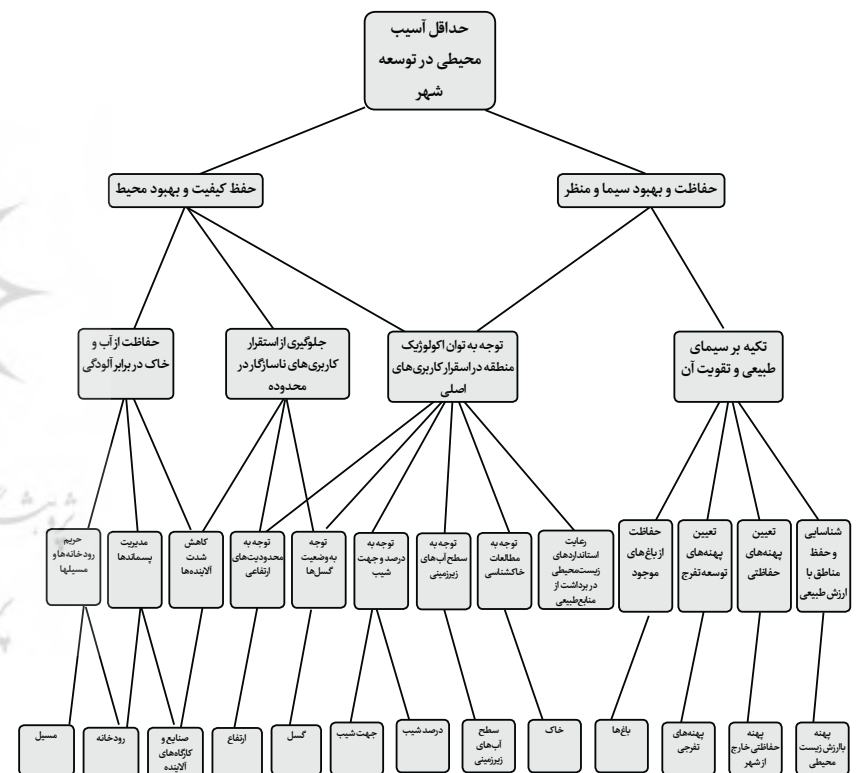 حداقل آسیب
محیطی در توسعه
شهر
حفاظت و بهبود سیما و منظر
حفظ کیفیت و بهبود محیط
تکیه بر سیمای
طبیعی و تقویت آن
توجه به توان اکولوژیک
منطقه در اسقرار کاربری‌های
اصلی
جلوگیری از استقرار
کاربری‌های ناسازگار در
محدوده
حفاظت از آب و
خاک در برابر آلودگی
شناسایی
و حفظ
مناطق با
ارزش طبیعی
تعیین
پهنه‌های
حفاظتی
تعیین
پهنه‌های
توسعه تفرج
حفاظت
از باغ‌های
موجود
رعایت
استانداردهای
زیست‌محیطی
در برداشت از
منابع طبیعی
توجه به
مطالعات
خاکشناسی
توجه به
سطح آب‌های
زیرزمینی
توجه به
درصد و جهت
شیب
توجه
به وضعیت
گسل‌ها
توجه به
محدودیت‌های
ارتفاعی
کاهش
شدت
آلاینده‌ها
مدیریت
پسماندها
حریم
رودخانه‌ها و
مسیلها
پهنه
باارزش زیست
محیطی
پهنه
حفاظتی خارج
از شهر
پهنه‌های
تفرجی
باغ‌ها
خاک
سطح
آب‌های
زیرزمینی
درصد شیب
جهت شیب
گسل
ارتفاع
صنایع و
کارگاه‌های
آلاینده
رودخانه
مسیل